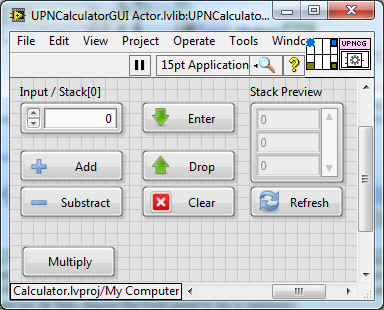 UPNCalculatorGUI Actor.lvlib:UPNCalculato...
File Edit View Project Operate Tools Windo
UPNCG
15pt Application
Input / Stack[0]
Stack Preview
0
Enter
0
0
0
Add
Drop
Substract
Clear
Refresh
Multiply
Calculator.lvproj/My Computer